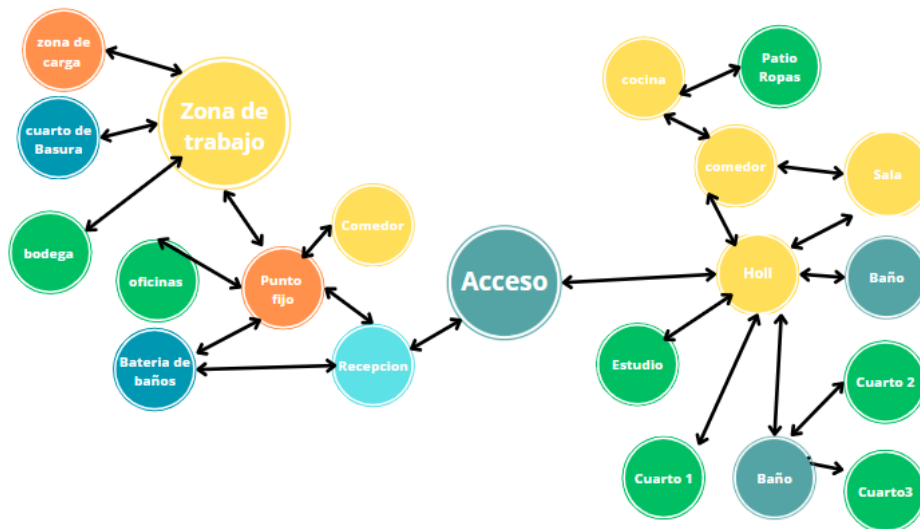 zona de
carga
Zona de
trabajo
cuarto de
Basura
bodega
oficinas
Punto
fijo
Comedor
Bateria de
baños
Recepcion
Acceso
cocina
Patio
Ropas
comedor
Sala
Holl
Baño
Estudio
Cuarto 2
Cuarto 1
Baño
Cuarto3